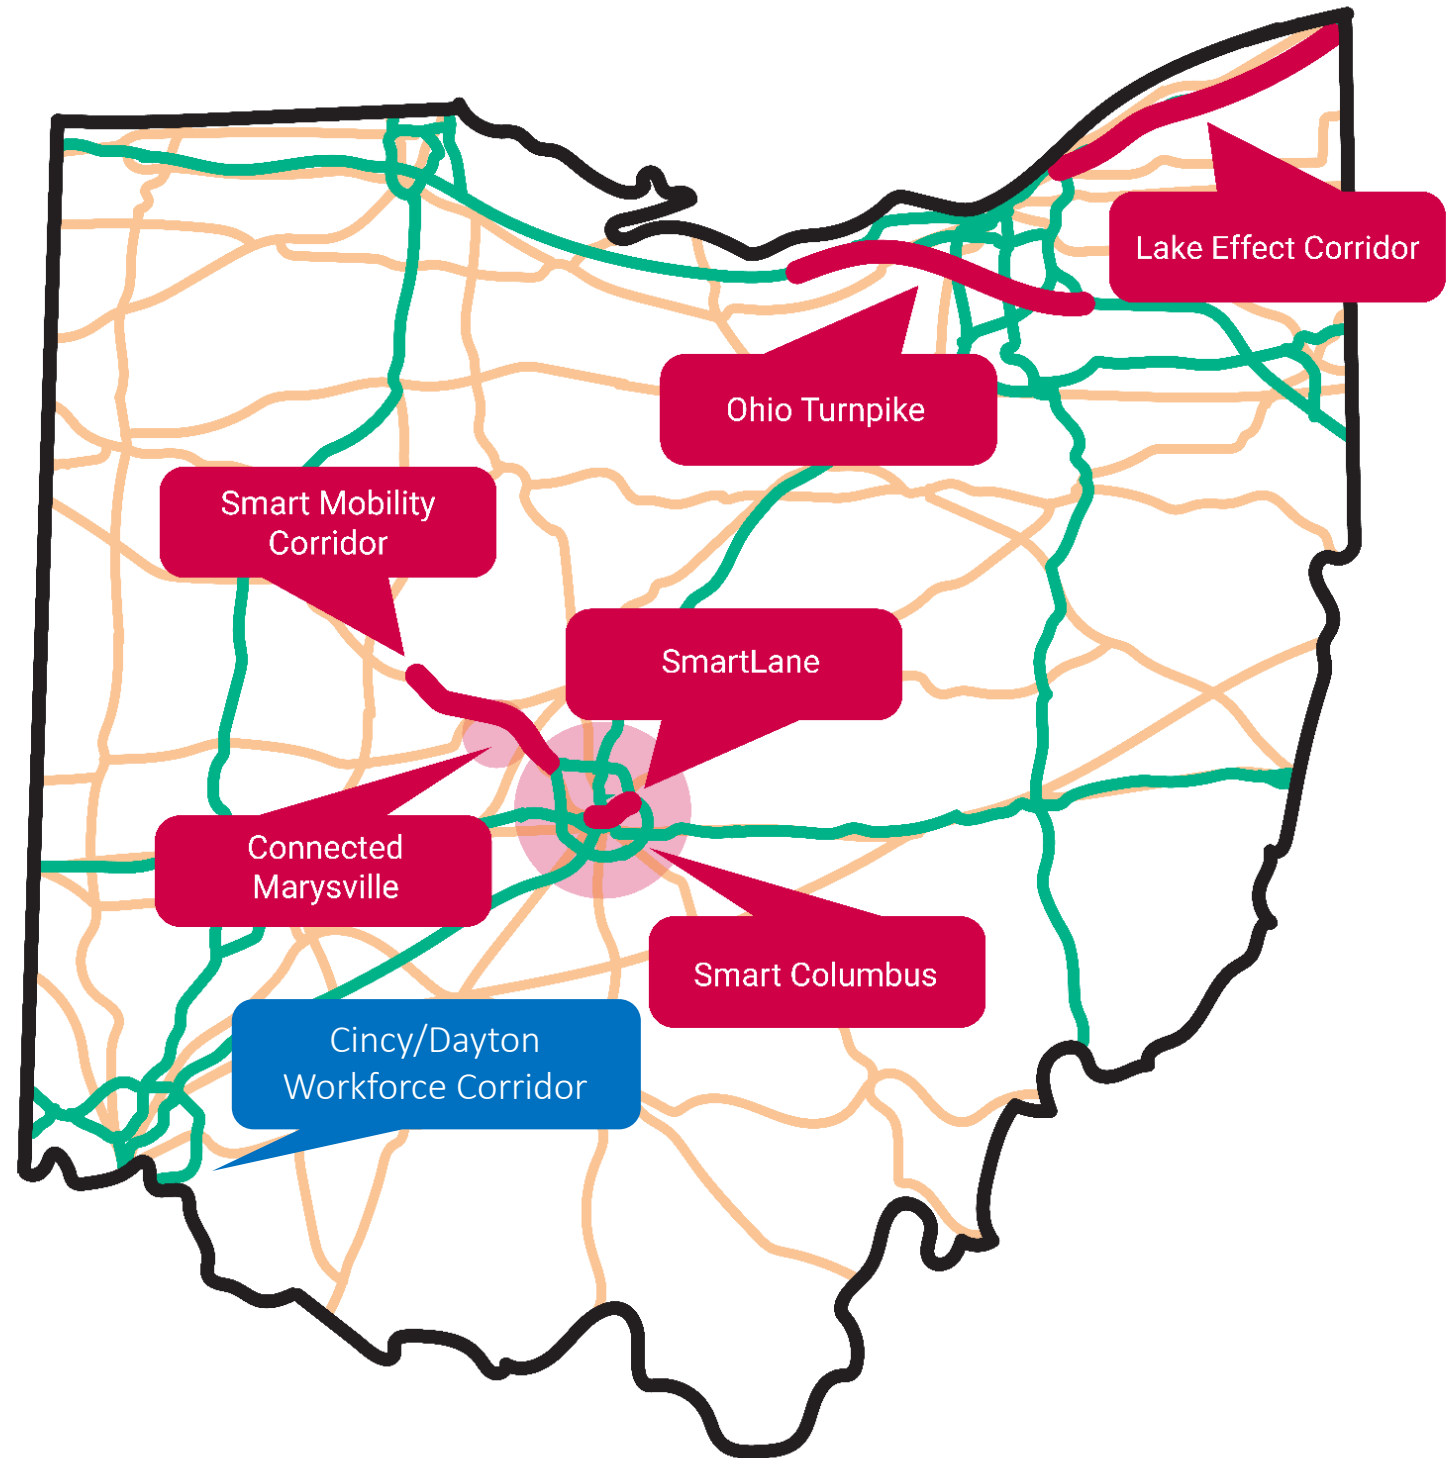 Lake Effect Corridor
Ohio Turnpike
Smart Mobility
Corridor
SmartLane
Connected
Marysville
Smart Columbus
Cincy/Dayton
Workforce Corridor